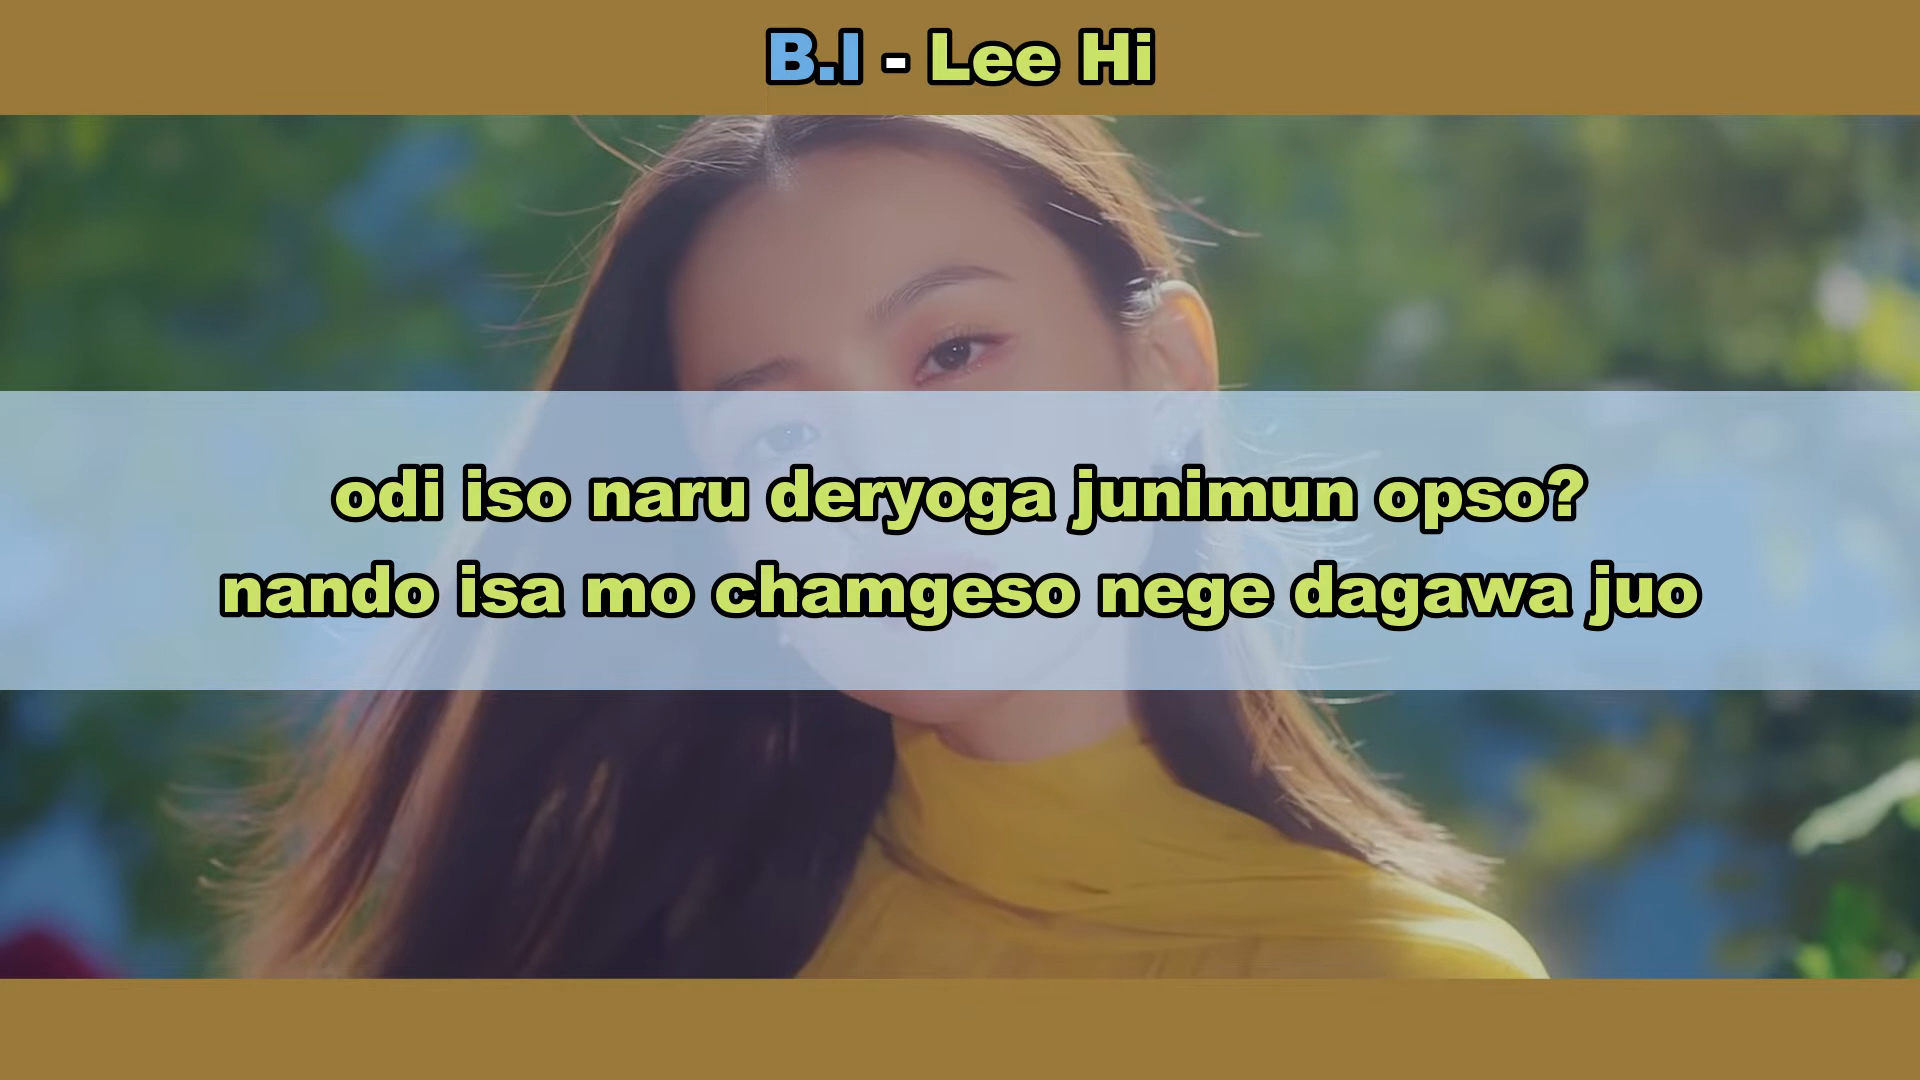 B.I - Lee Hi
odi iso naru deryoga junimun opso?
nando isa mo chamgeso nege dagawa juo